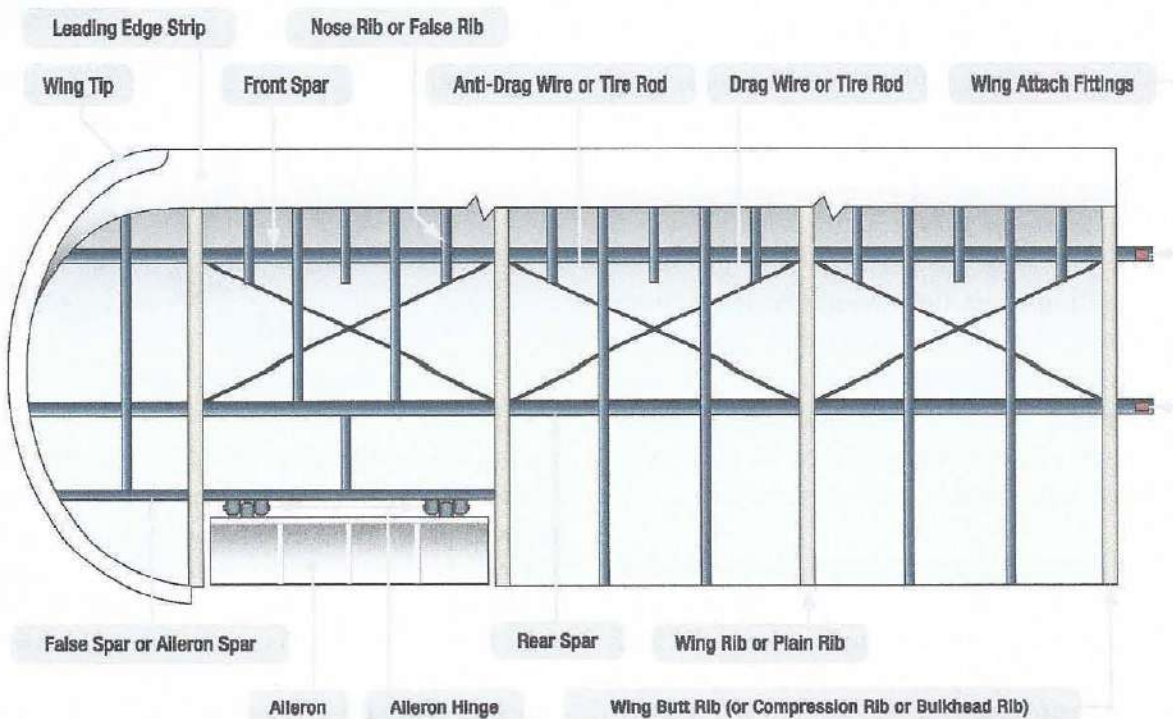 Leading Edge Strip
Nose Rib or False Rib
Wing Tip
Front Spar
Anti-Drag Wire or Tire Rod
Drag Wire or Tire Rod
Wing Attach Fittings
False Spar or Aileron Spar
Rear Spar
Wing Rib or Plain Rib
Aileron
Aileron Hinge
Wing Butt Rib (or Compression Rib or Bulkhead Rib)